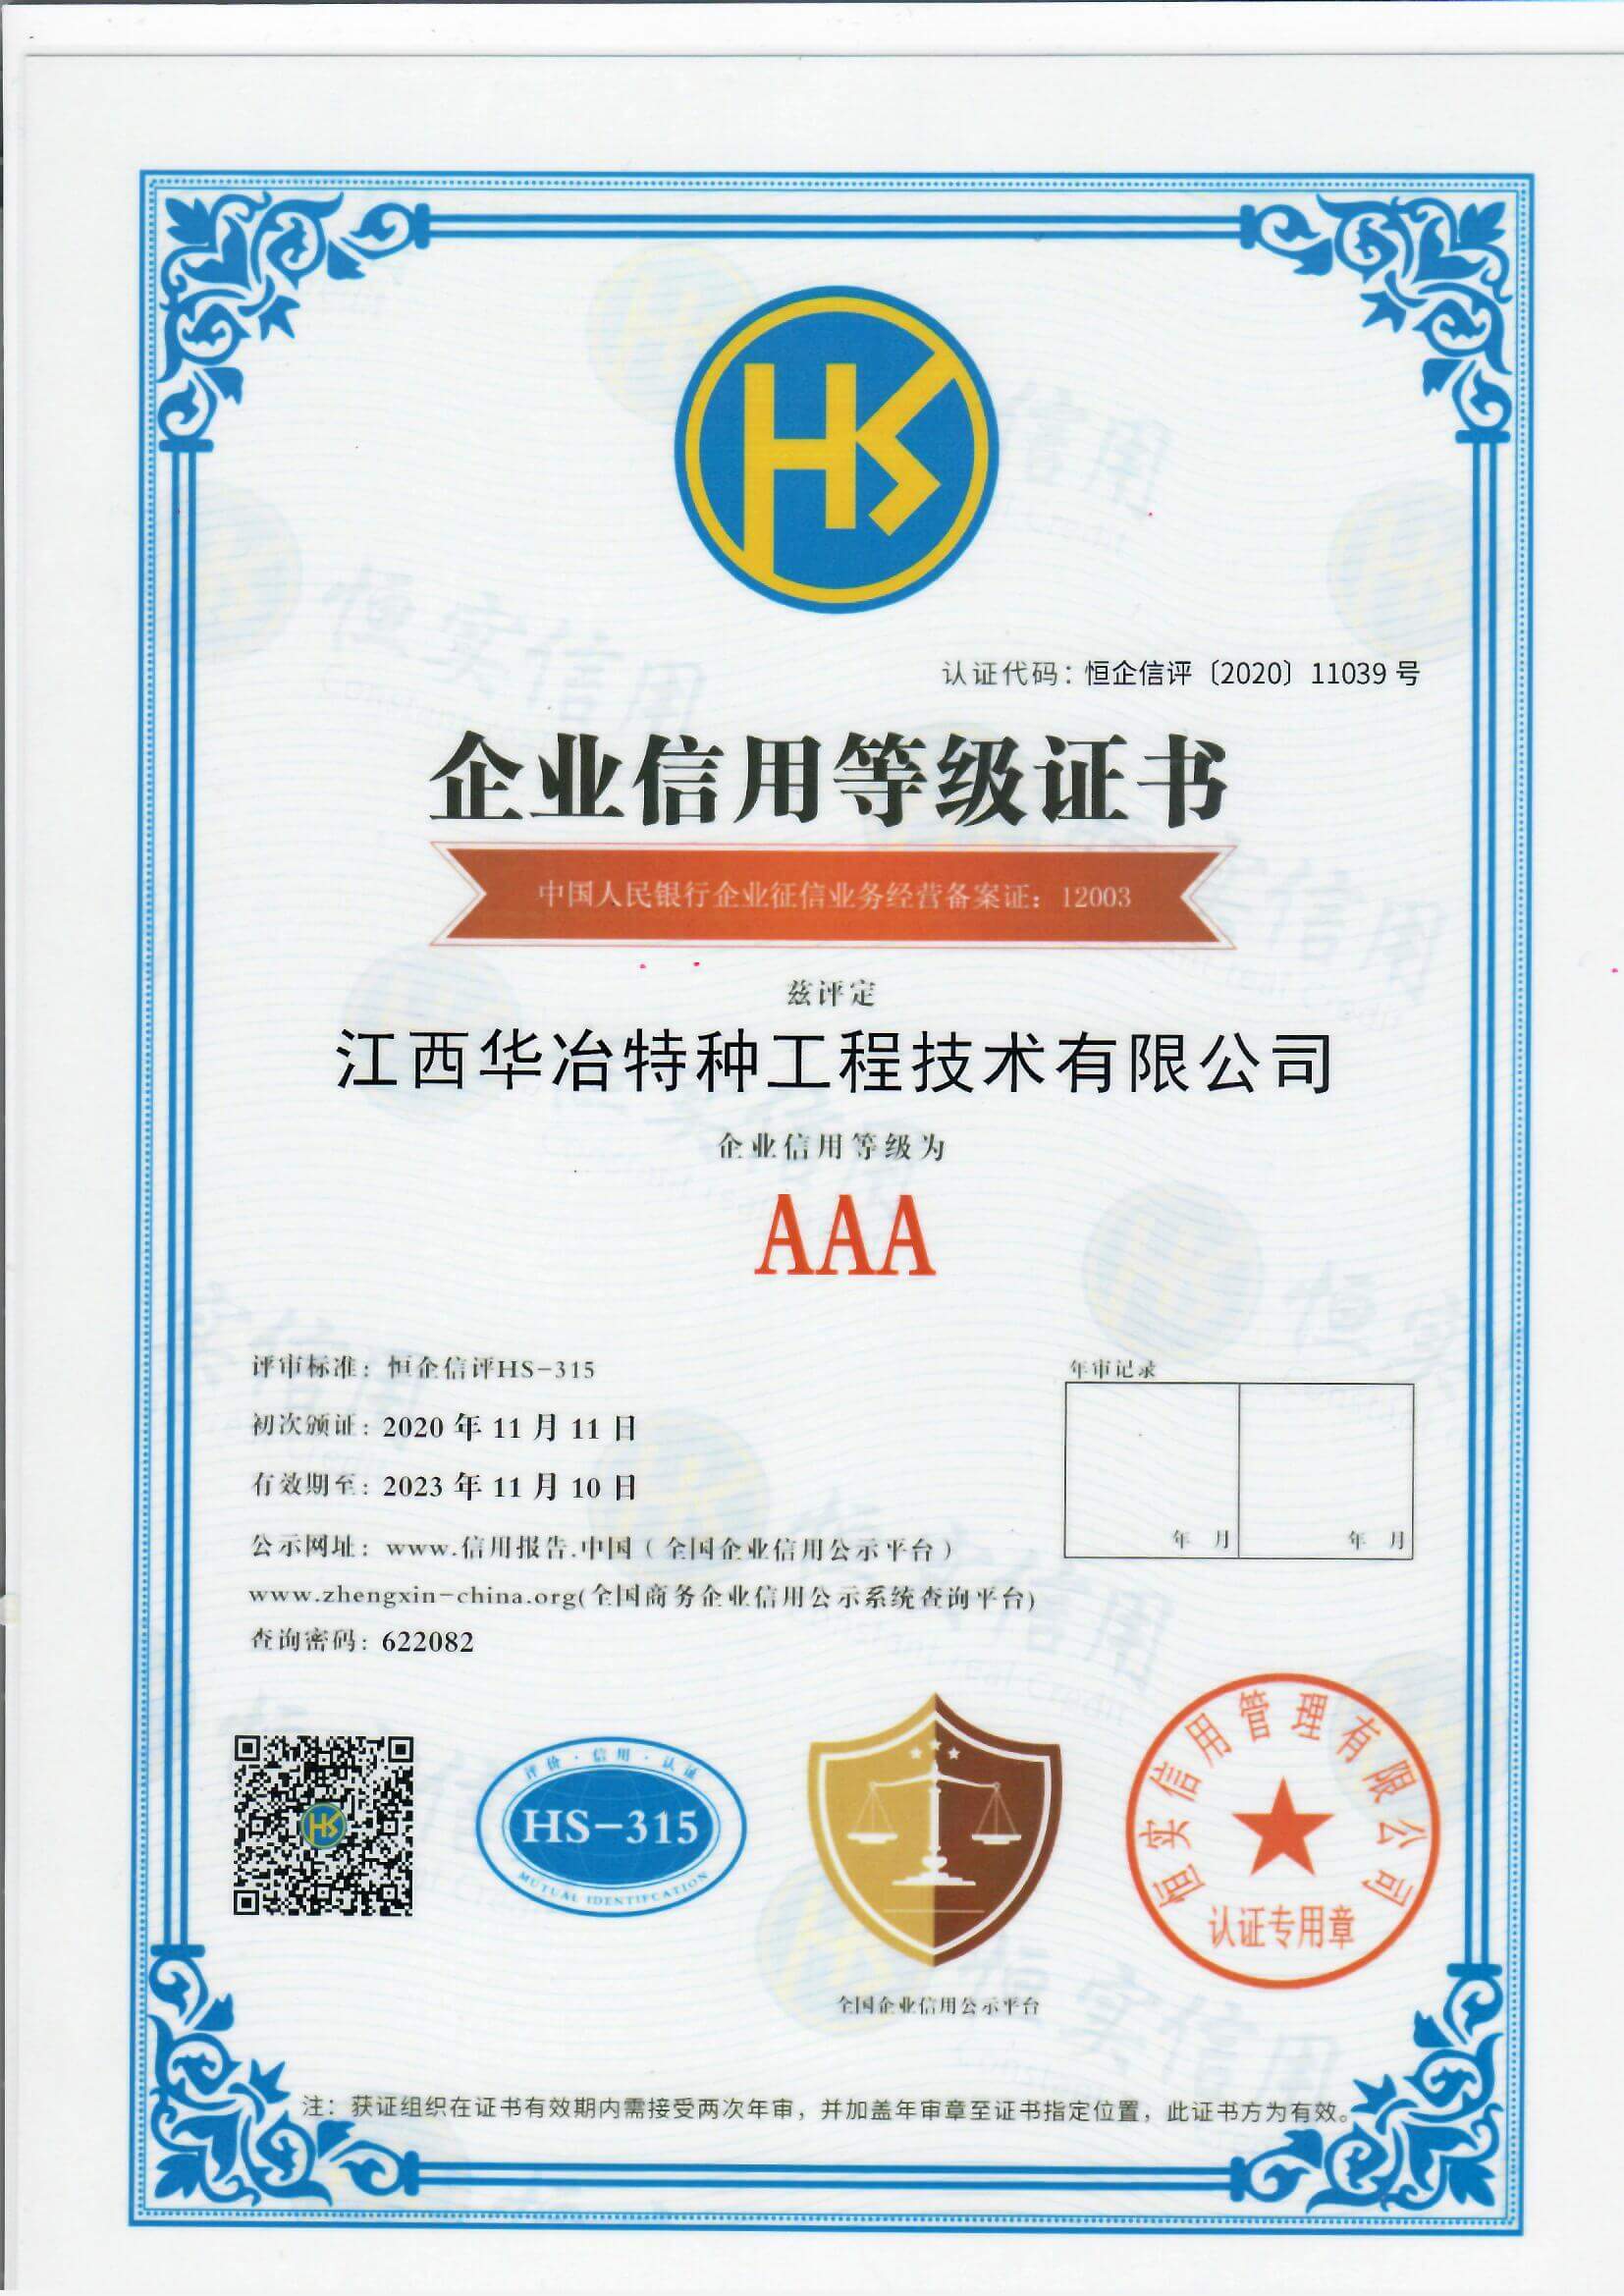 HS
认证代码：恒企信评〔2020〕11039 号
企业信用等级证书
中国人民银行企业征信业务经营备案证：12003
兹评定
江西华冶特种工程技术有限公司
企业信用等级为
AAA
评审标准：恒企信评HS-315
初次颁证：2020 年 11 月 11 日
有效期至：2023 年 11 月 10 日
公示网址：www.信用报告.中国（全国企业信用公示平台）
www.zhengxin-china.org(全国商务企业信用公示系统查询平台)
查询密码：622082
年审记录
年 月
年 月
评价·信用·认证
HS-315
MUTUAL IDENTIFCATION
全国企业信用公示平台
恒实信用管理有限公司
认证专用章
注：获证组织在证书有效期内需接受两次年审，并加盖年审章至证书指定位置，此证书方为有效。
恒实信用